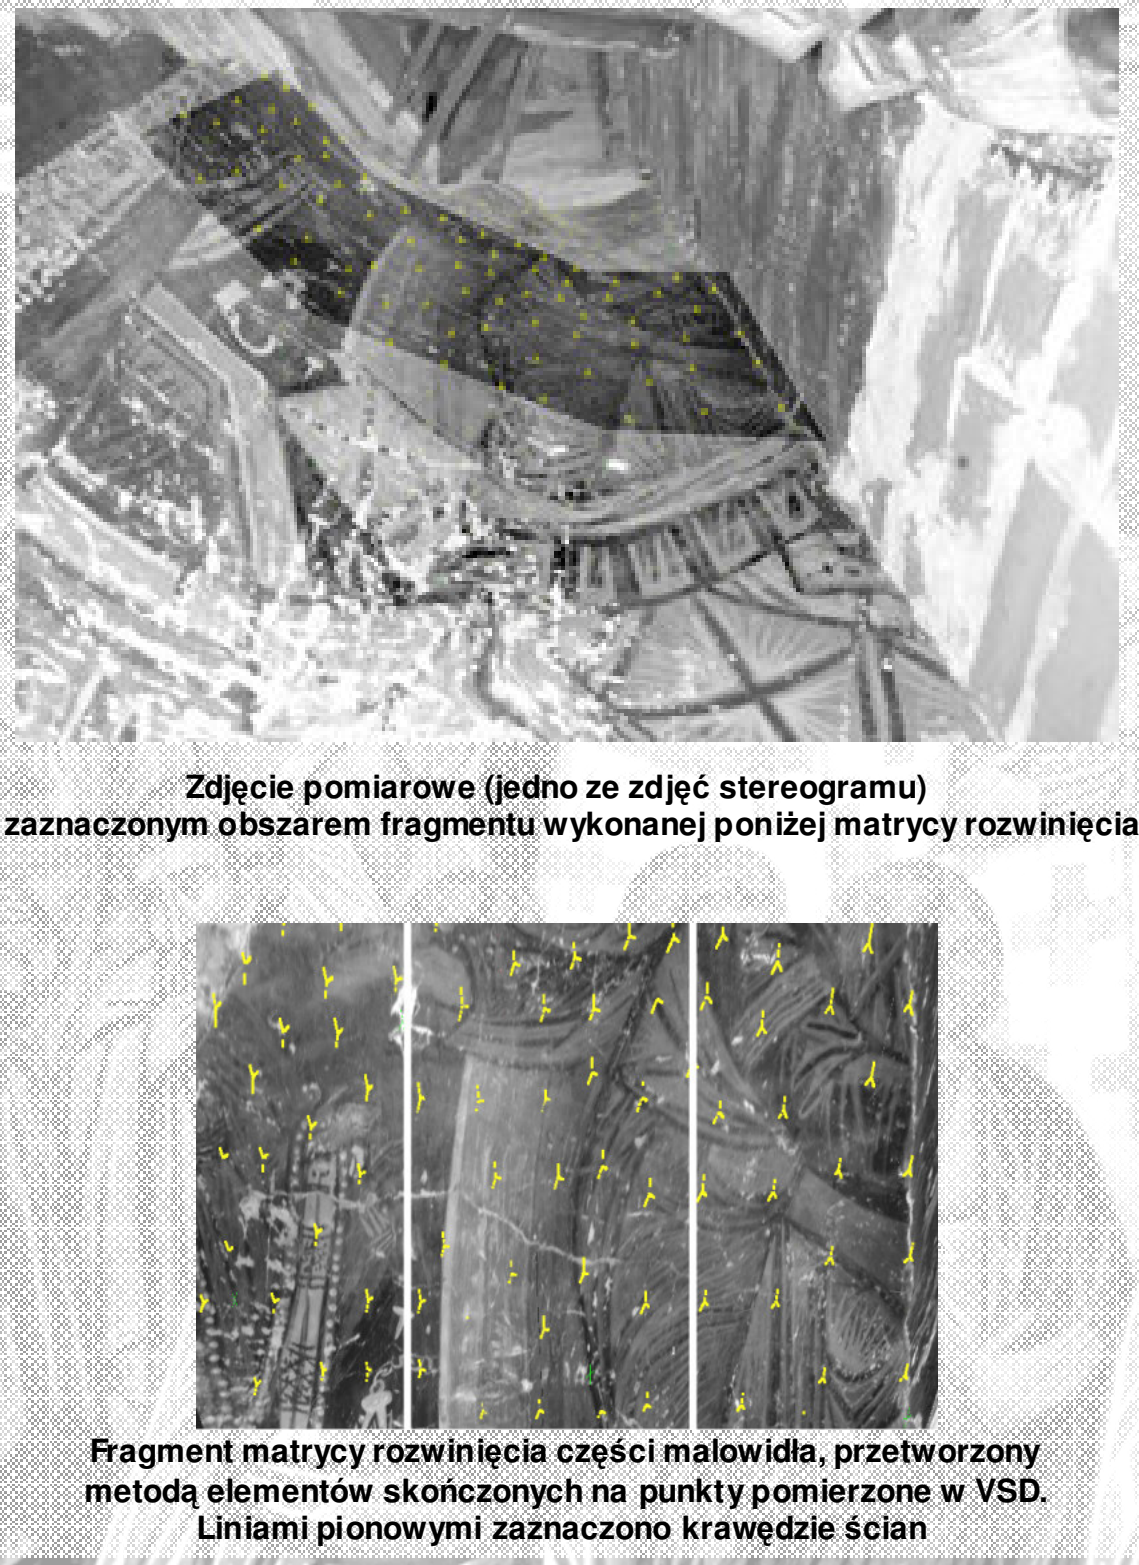 Zdjęcie pomiarowe (jedno ze zdjęć stereogramu)
zaznaczonym obszarem fragmentu wykonanej poniżej matrycy rozwinięcia
Fragment matrycy rozwinięcia części malowidła, przetworzony
metodą elementów skończonych na punkty pomierzone w VSD.
Liniami pionowymi zaznaczono krawędzie ścian